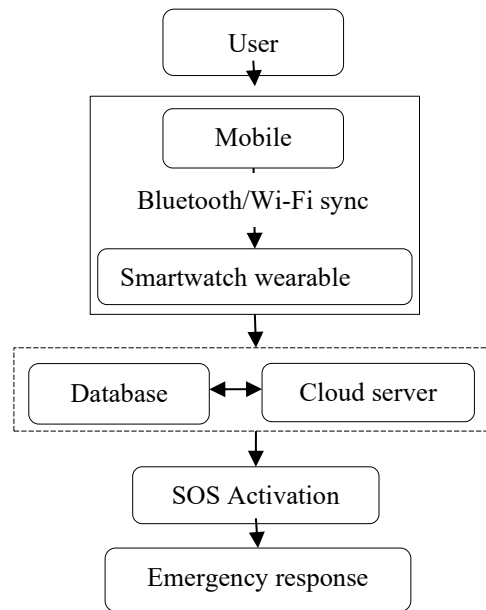 User
Mobile
Bluetooth/Wi-Fi sync
Smartwatch wearable
Database
Cloud server
SOS Activation
Emergency response